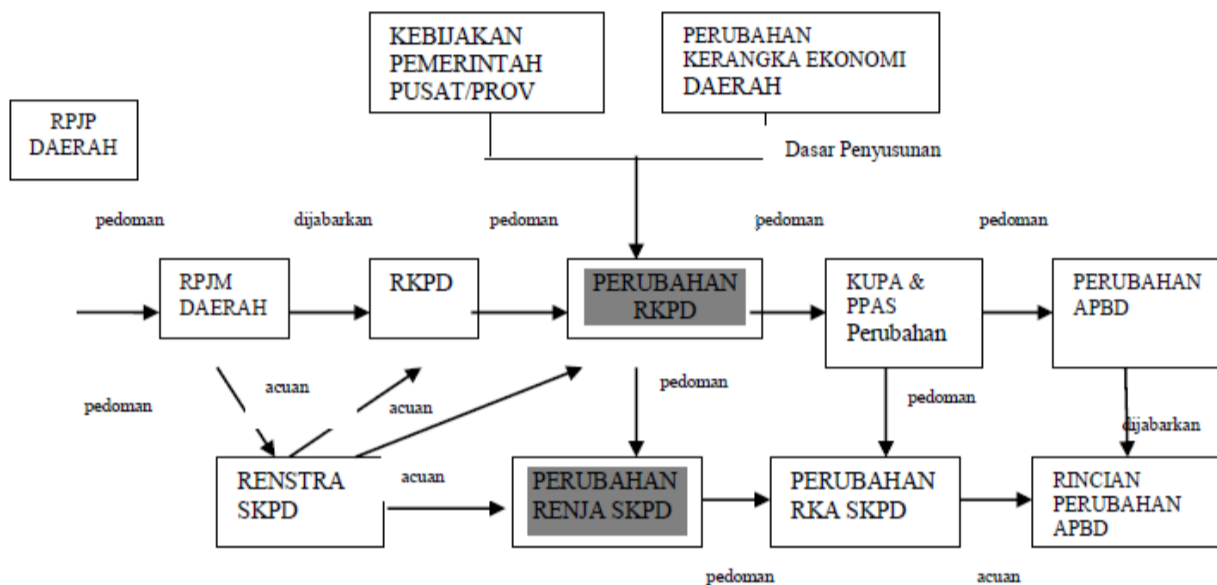 KEBIJAKAN
PEMERINTAH
PUSAT/PROV
PERUBAHAN
KERANGKA EKONOMI
DAERAH
RPJP
DAERAH
Dasar Penyusunan
pedoman
dijabarkan
pedoman
pedoman
pedoman
RPJM
DAERAH
RKPD
PERUBAHAN
RKPD
KUPA &
PPAS
Perubahan
PERUBAHAN
APBD
pedoman
acuan
acuan
pedoman
pedoman
dijabarkan
RENSTRA
SKPD
acuan
PERUBAHAN
RENJA SKPD
PERUBAHAN
RKA SKPD
RINCIAN
PERUBAHAN
APBD
pedoman
acuan